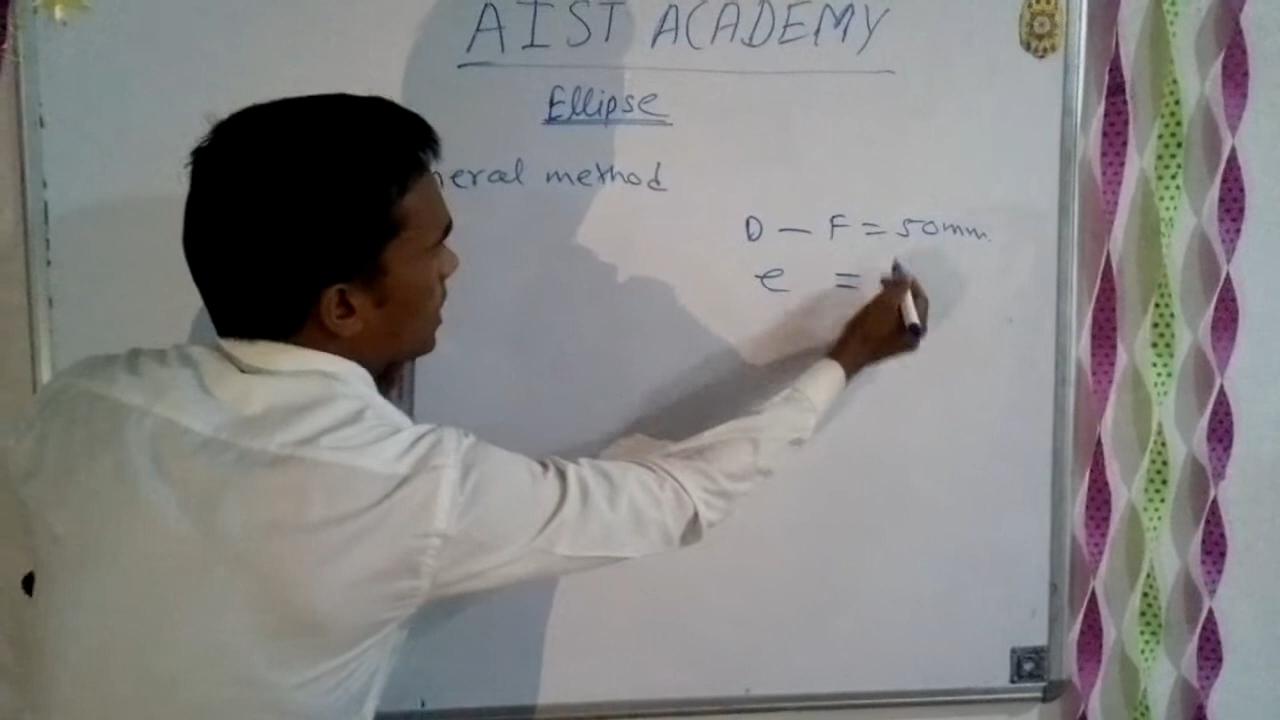 AIST ACADEMY
Ellipse
neral method
D — F = 50mm.
e =